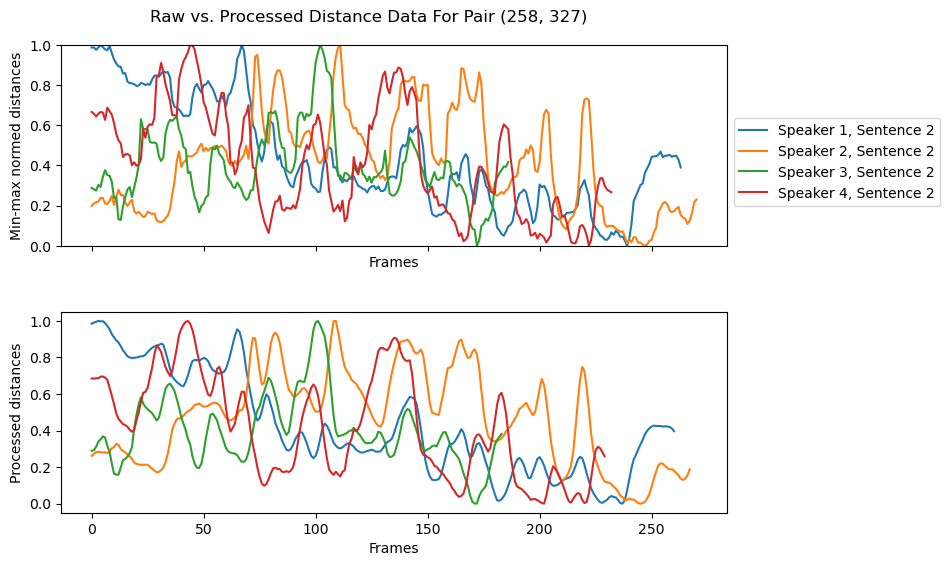 Raw vs. Processed Distance Data For Pair (258, 327)
Min-max normed distances
1.0
0.8
0.6
0.4
0.2
0.0
Frames
Speaker 1, Sentence 2
Speaker 2, Sentence 2
Speaker 3, Sentence 2
Speaker 4, Sentence 2
Processed distances
1.0
0.8
0.6
0.4
0.2
0.0
0 50 100 150 200 250
Frames